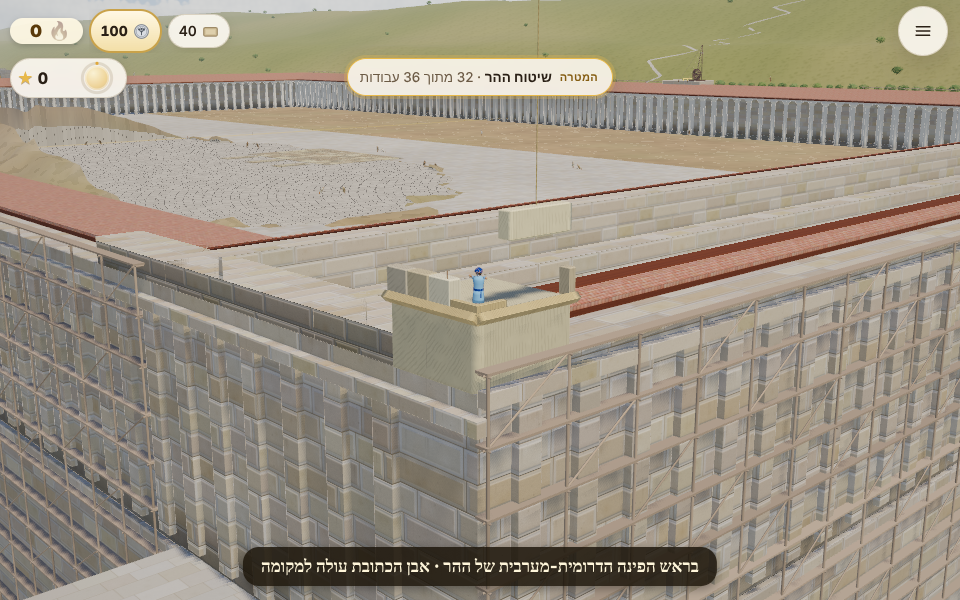 0
100
40
0
המטרה שיטוח ההר · 32 מתוך 36 עבודות
בראש הפינה הדרומית-מערבית של ההר · אבן הכתובת עולה למקומה